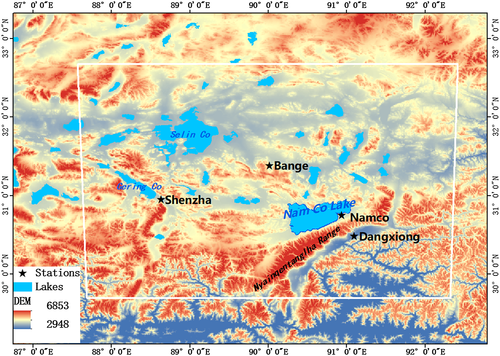 87° 0′0″E 88° 0′0″E 89° 0′0″E 90° 0′0″E 91° 0′0″E 92° 0′0″E
33° 0′0″N
33° 0′0″N
32° 0′0″N
32° 0′0″N
Selin Co
Bange
Goring Co
Shenzha
31° 0′0″N
31° 0′0″N
Nam Co Lake
Namco
Dangxiong
Nyainqentanglha Range
30° 0′0″N
30° 0′0″N
Stations
Lakes
DEM
6853
2948
87° 0′0″E 88° 0′0″E 89° 0′0″E 90° 0′0″E 91° 0′0″E 92° 0′0″E